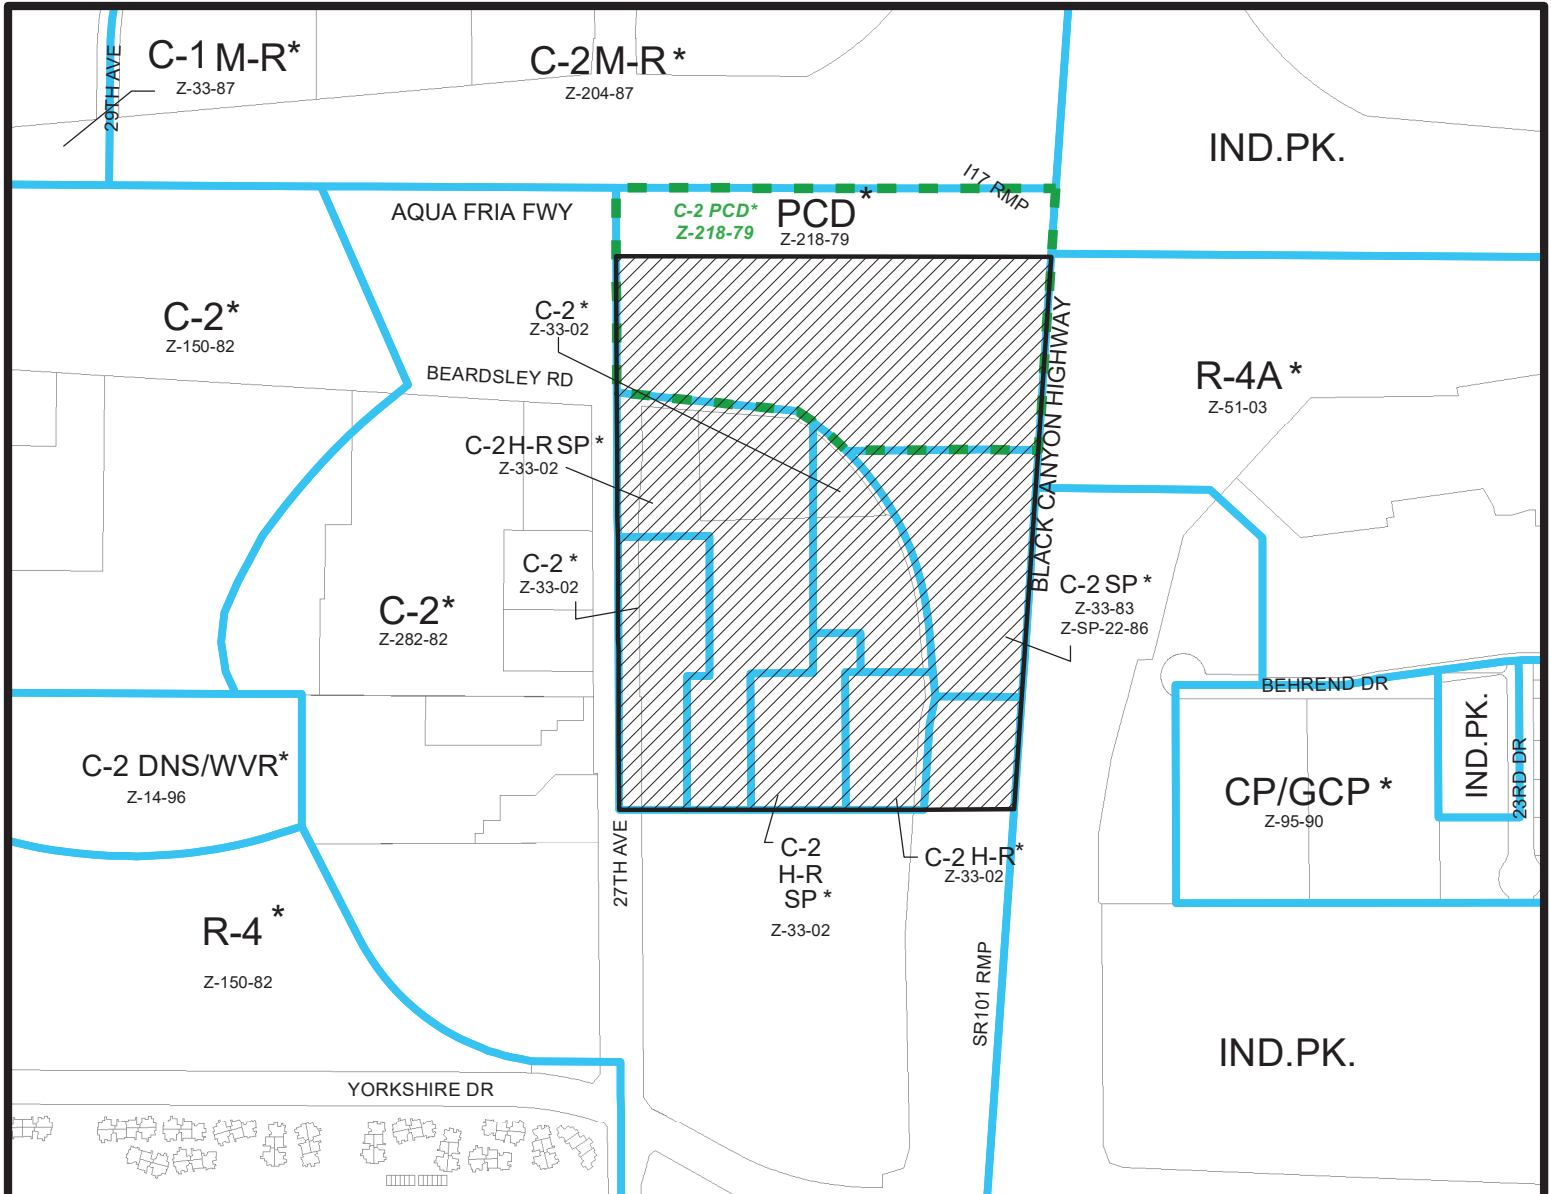 29TH AVE
C-1 M-R*
Z-33-87
C-2 M-R *
Z-204-87
IND.PK.
I17 RMP
AQUA FRIA FWY
C-2 PCD*
Z-218-79
PCD*
Z-218-79
C-2*
Z-150-82
C-2*
Z-33-02
BEARDSLEY RD
BLACK CANYON HIGHWAY
R-4A *
Z-51-03
C-2 H-R SP *
Z-33-02
C-2 *
Z-33-02
C-2*
Z-282-82
C-2 SP *
Z-33-83
Z-SP-22-86
BEHREND DR
C-2 DNS/WVR*
Z-14-96
IND.PK.
23RD DR
CP/GCP *
Z-95-90
27TH AVE
C-2
H-R
SP *
Z-33-02
C-2 H-R*
Z-33-02
R-4 *
Z-150-82
SR101 RMP
IND.PK.
YORKSHIRE DR